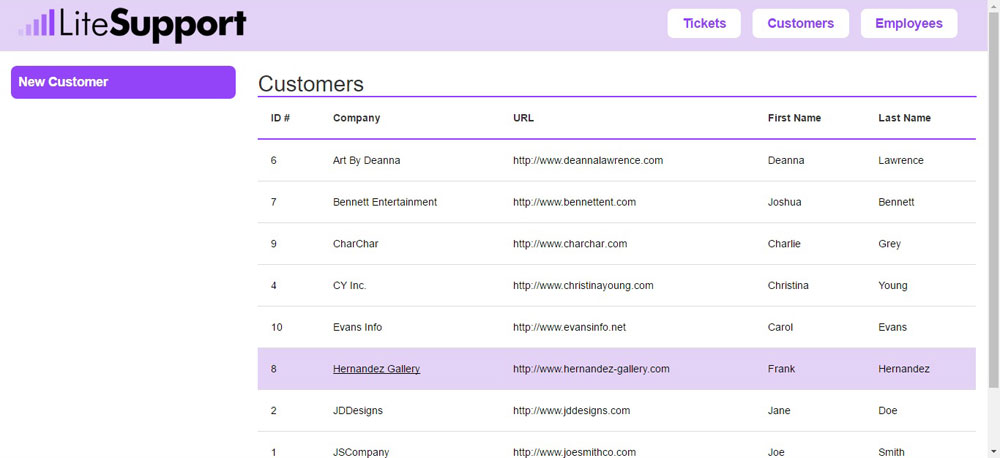 LiteSupport Tickets Customers Employees
New Customer
Customers
ID # Company URL First Name Last Name
6 Art By Deanna http://www.deannalawrence.com Deanna Lawrence
7 Bennett Entertainment http://www.bennettent.com Joshua Bennett
9 CharChar http://www.charchar.com Charlie Grey
4 CY Inc. http://www.christinayoung.com Christina Young
10 Evans Info http://www.evansinfo.net Carol Evans
8 Hernandez Gallery http://www.hernandez-gallery.com Frank Hernandez
2 JDDesigns http://www.jddesigns.com Jane Doe
1 JSCompany http://www.joesmithco.com Joe Smith